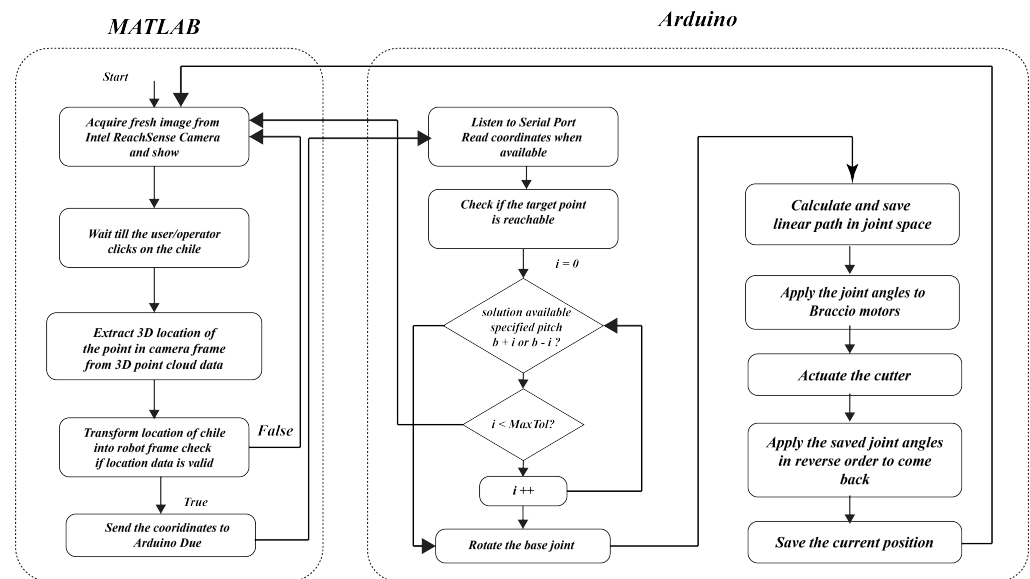 MATLAB
Start
Acquire fresh image from
Intel ReachSense Camera
and show
Wait till the user/operator
clicks on the chile
Extract 3D location of
the point in camera frame
from 3D point cloud data
Transform location of chile
into robot frame check
if location data is valid
False
True
Send the cooridinates to
Arduino Due
Arduino
Listen to Serial Port
Read coordinates when
available
Check if the target point
is reachable
i = 0
solution available
specified pitch
b + i or b - i ?
i < MaxTol?
i ++
Rotate the base joint
Calculate and save
linear path in joint space
Apply the joint angles to
Braccio motors
Actuate the cutter
Apply the saved joint angles
in reverse order to come
back
Save the current position